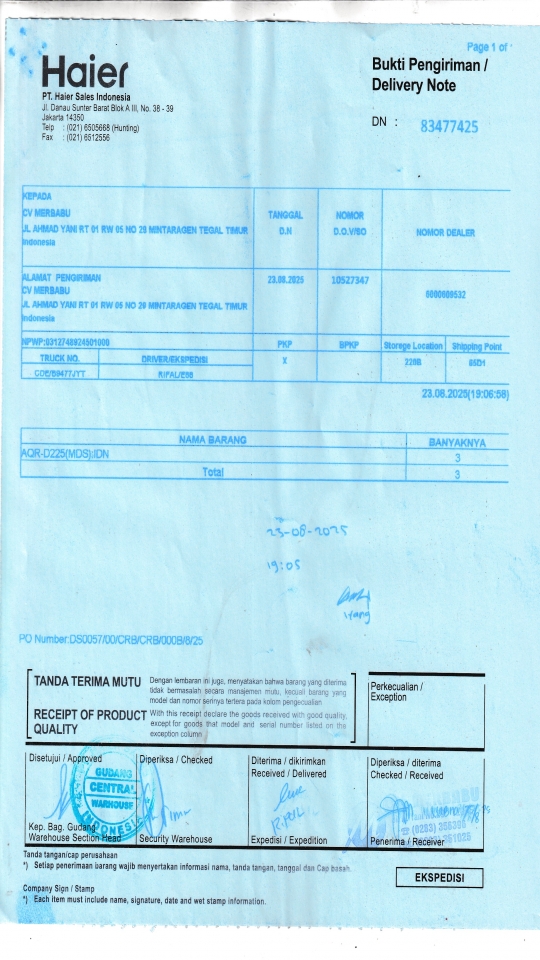 Page 1 of
Haier
Bukti Pengiriman /
Delivery Note
PT. Haier Sales Indonesia
Jl. Danau Sunter Barat Blok A III, No. 38 - 39
Jakarta 14350
Telp : (021) 6505668 (Hunting)
Fax : (021) 6512556
DN : 83477425
KEPADA
CV MERBABU
JL AHMAD YANI RT 01 RW 05 NO 29 MINTARAGEN TEGAL TIMUR
Indonesia
TANGGAL
D.N
NOMOR
D.O.V/SO
NOMOR DEALER
ALAMAT PENGIRIMAN
CV MERBABU
JL AHMAD YANI RT 01 RW 05 NO 29 MINTARAGEN TEGAL TIMUR
Indonesia
23.08.2025
10527347
6000609532
NPWP:0312748924501000
PKP
BPKP
Storage Location
Shipping Point
TRUCK NO.
DRIVER/EKSPEDISI
X
220B
65D1
RIFAL/E88
23.08.2025(19:06:58)
NAMA BARANG
BANYAKNYA
AQR-D225(MDS);IDN
3
Total
3
23-08-2025
19:05
PO Number:DS0057/00/CRB/CRB/000B/8/25
TANDA TERIMA MUTU
Dengan lembaran ini juga, menyatakan bahwa barang yang diterima
tidak bermasalah secara manajemen mutu, kecuali barang yang
model dan nomor serinya tertera pada kolom pengecualian
RECEIPT OF PRODUCT
QUALITY
With this receipt declare the goods received with good quality,
except for goods that model and serial number listed on the
exception column
Perkecualian /
Exception
Disetujui / Approved
Diperiksa / Checked
Diterima / dikirimkan
Received / Delivered
Diperiksa / diterima
Checked / Received
GUDANG
CENTRAL
WARHOUSE
INDONESIA
Kep. Bag. Gudang
Warehouse Section Head
Security Warehouse
Expedisi / Expedition
Penerima / Receiver
Tanda tangan/cap perusahaan
*) Setiap penerimaan barang wajib menyertakan informasi nama, tanda tangan, tanggal dan Cap basah.
EKSPEDISI
Company Sign / Stamp
*) Each item must include name, signature, date and wet stamp information.